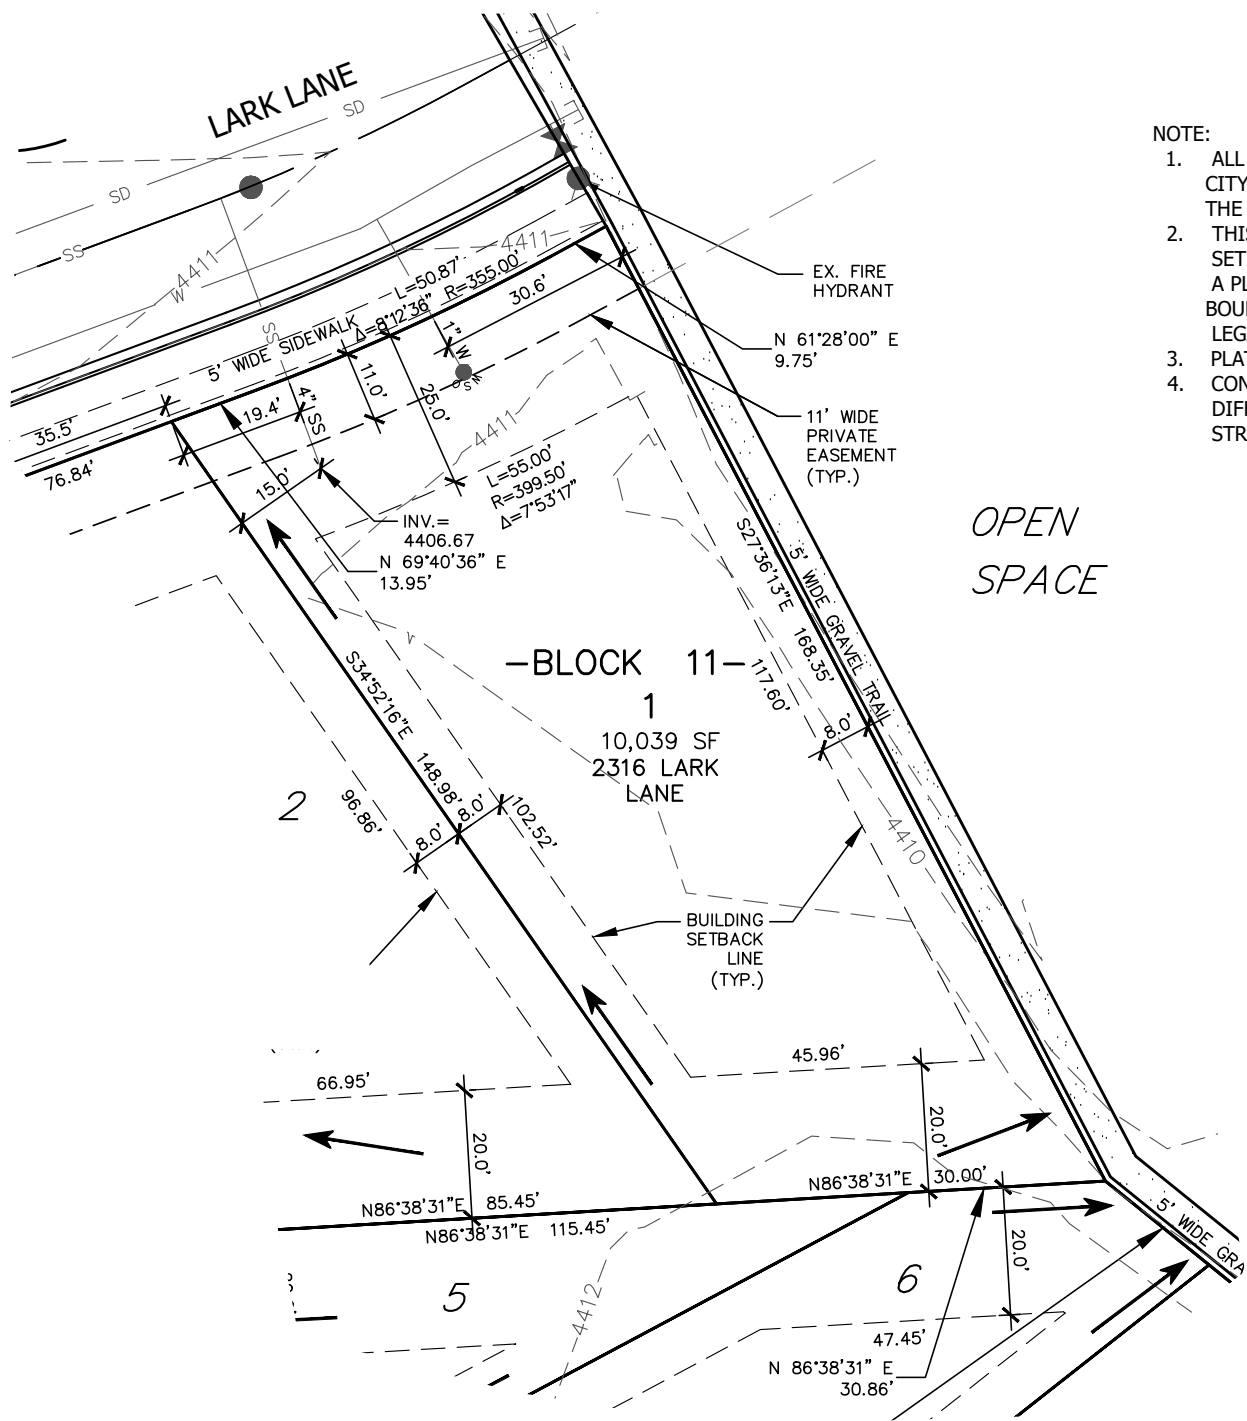 LARK LANE
SD
SD
SS
W
4411
4411
NOTE:
1. ALL
CITY
THE
2. THIS
SET
A PL
BOU
LEG
3. PLAT
4. CON
DIF
STR
EX. FIRE
HYDRANT
N 61°28'00" E
9.75'
11' WIDE
PRIVATE
EASEMENT
(TYP.)
L=50.87'
Δ=8°12'36" R=355.00'
30.6'
5' WIDE SIDEWALK
SS
1" W
11.0'
25.0'
35.5'
19.4'
4" SS
76.84'
15.0'
4411
L=55.00'
R=399.50'
Δ=7°53'17"
INV.=
4406.67
N 69°40'36" E
13.95'
OPEN
SPACE
S27°36'13"E 168.35'
5' WIDE GRAVEL TRAIL
-BLOCK 11-
1
10,039 SF
2316 LARK
LANE
117.60'
8.0'
S34°52'16"E 148.98'
2
96.86'
8.0'
8.0'
102.52'
4410
BUILDING
SETBACK
LINE
(TYP.)
45.96'
66.95'
20.0'
20.0'
N86°38'31"E 85.45'
N86°38'31"E 30.00'
N86°38'31"E 115.45'
20.0'
5' WIDE GRA
5
6
4412
47.45'
N 86°38'31" E
30.86'